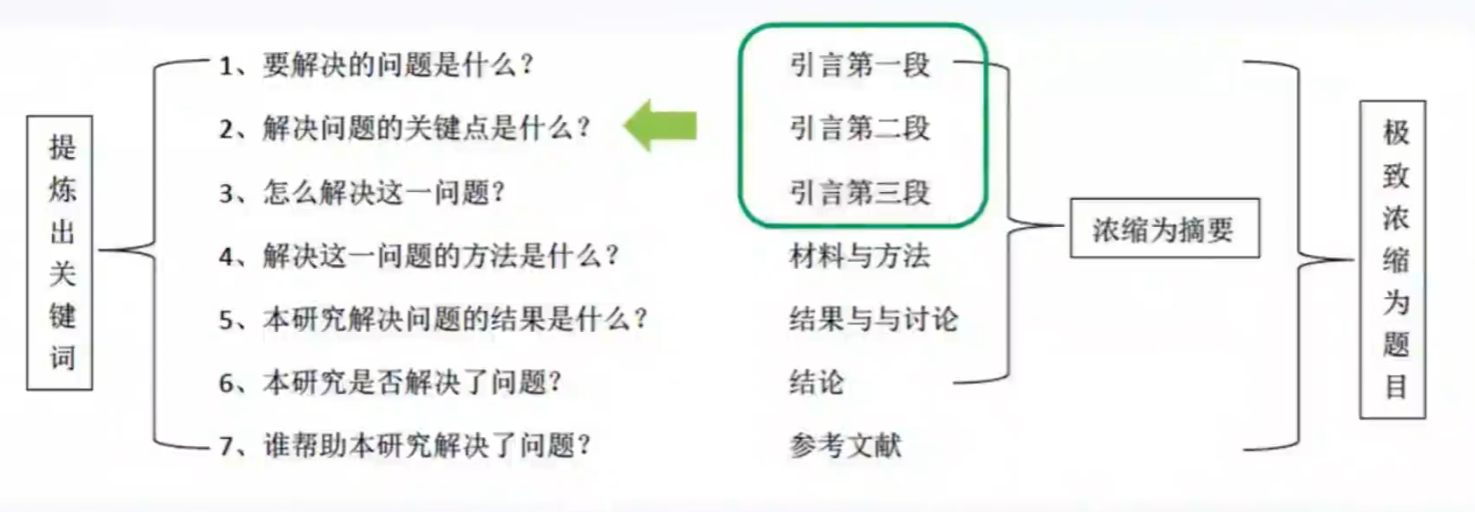 提炼出关键词
1、要解决的问题是什么？ 引言第一段
2、解决问题的关键点是什么？ 引言第二段
3、怎么解决这一问题？ 引言第三段
4、解决这一问题的方法是什么？ 材料与方法
5、本研究解决问题的结果是什么？ 结果与与讨论
6、本研究是否解决了问题？ 结论
7、谁帮助本研究解决了问题？ 参考文献
浓缩为摘要
极致浓缩为题目